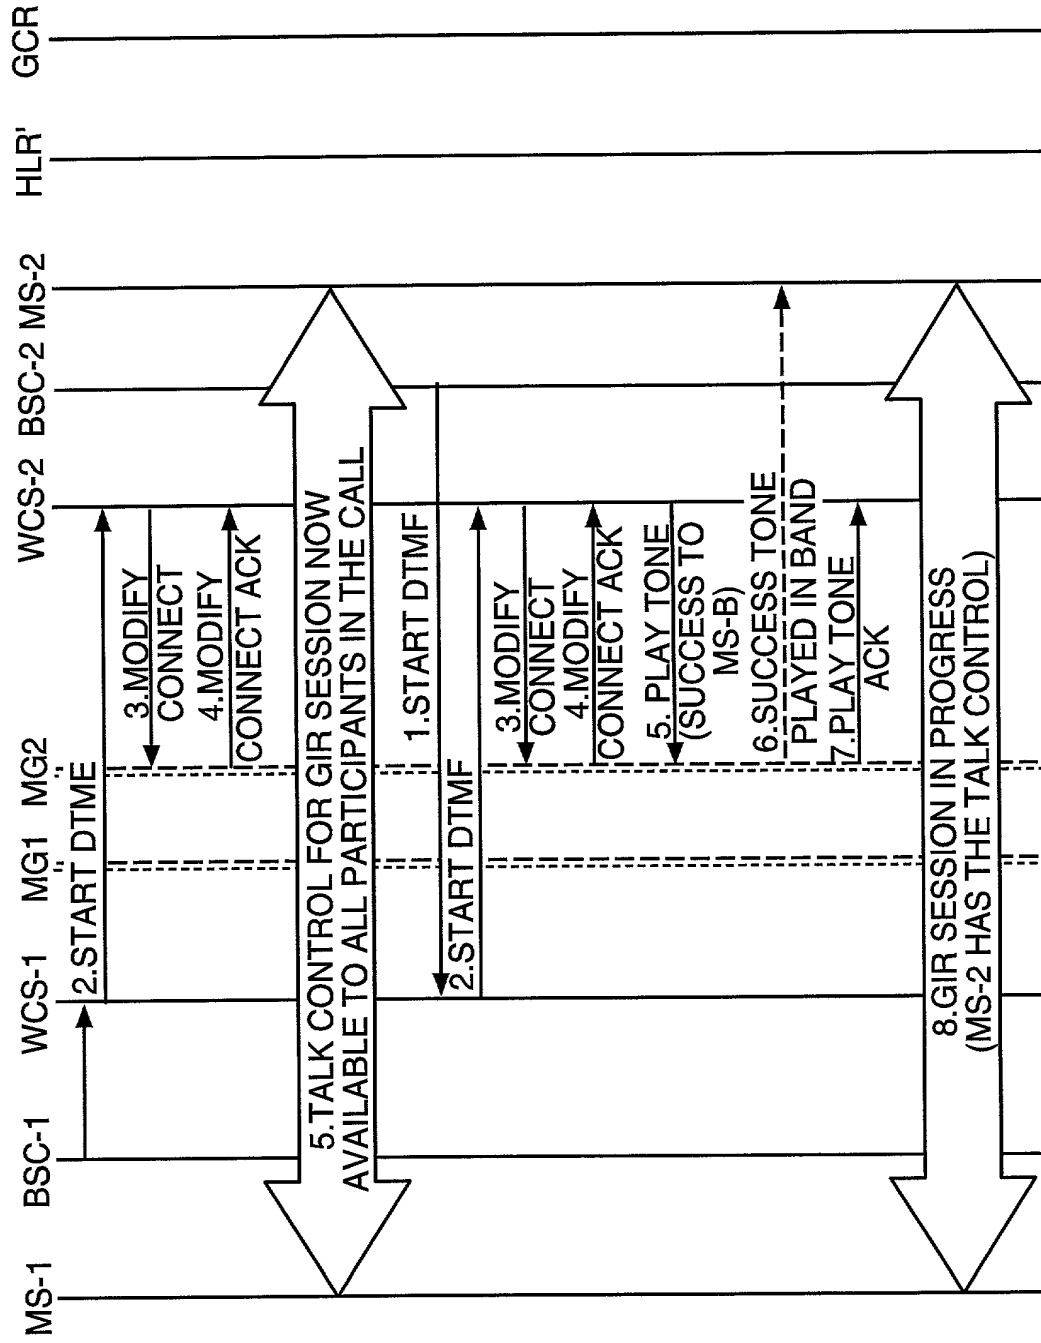 MS-1
BSC-1
WCS-1
MG1
MG2
WCS-2
BSC-2
MS-2
HLR'
GCR
2.START DTME
3.MODIFY
CONNECT
4.MODIFY
CONNECT ACK
5.TALK CONTROL FOR GIR SESSION NOW
AVAILABLE TO ALL PARTICIPANTS IN THE CALL
1.START DTMF
2.START DTMF
3.MODIFY
CONNECT
4.MODIFY
CONNECT ACK
5. PLAY TONE
(SUCCESS TO
MS-B)
6.SUCCESS TONE
PLAYED IN BAND
7.PLAY TONE
ACK
8.GIR SESSION IN PROGRESS
(MS-2 HAS THE TALK CONTROL)